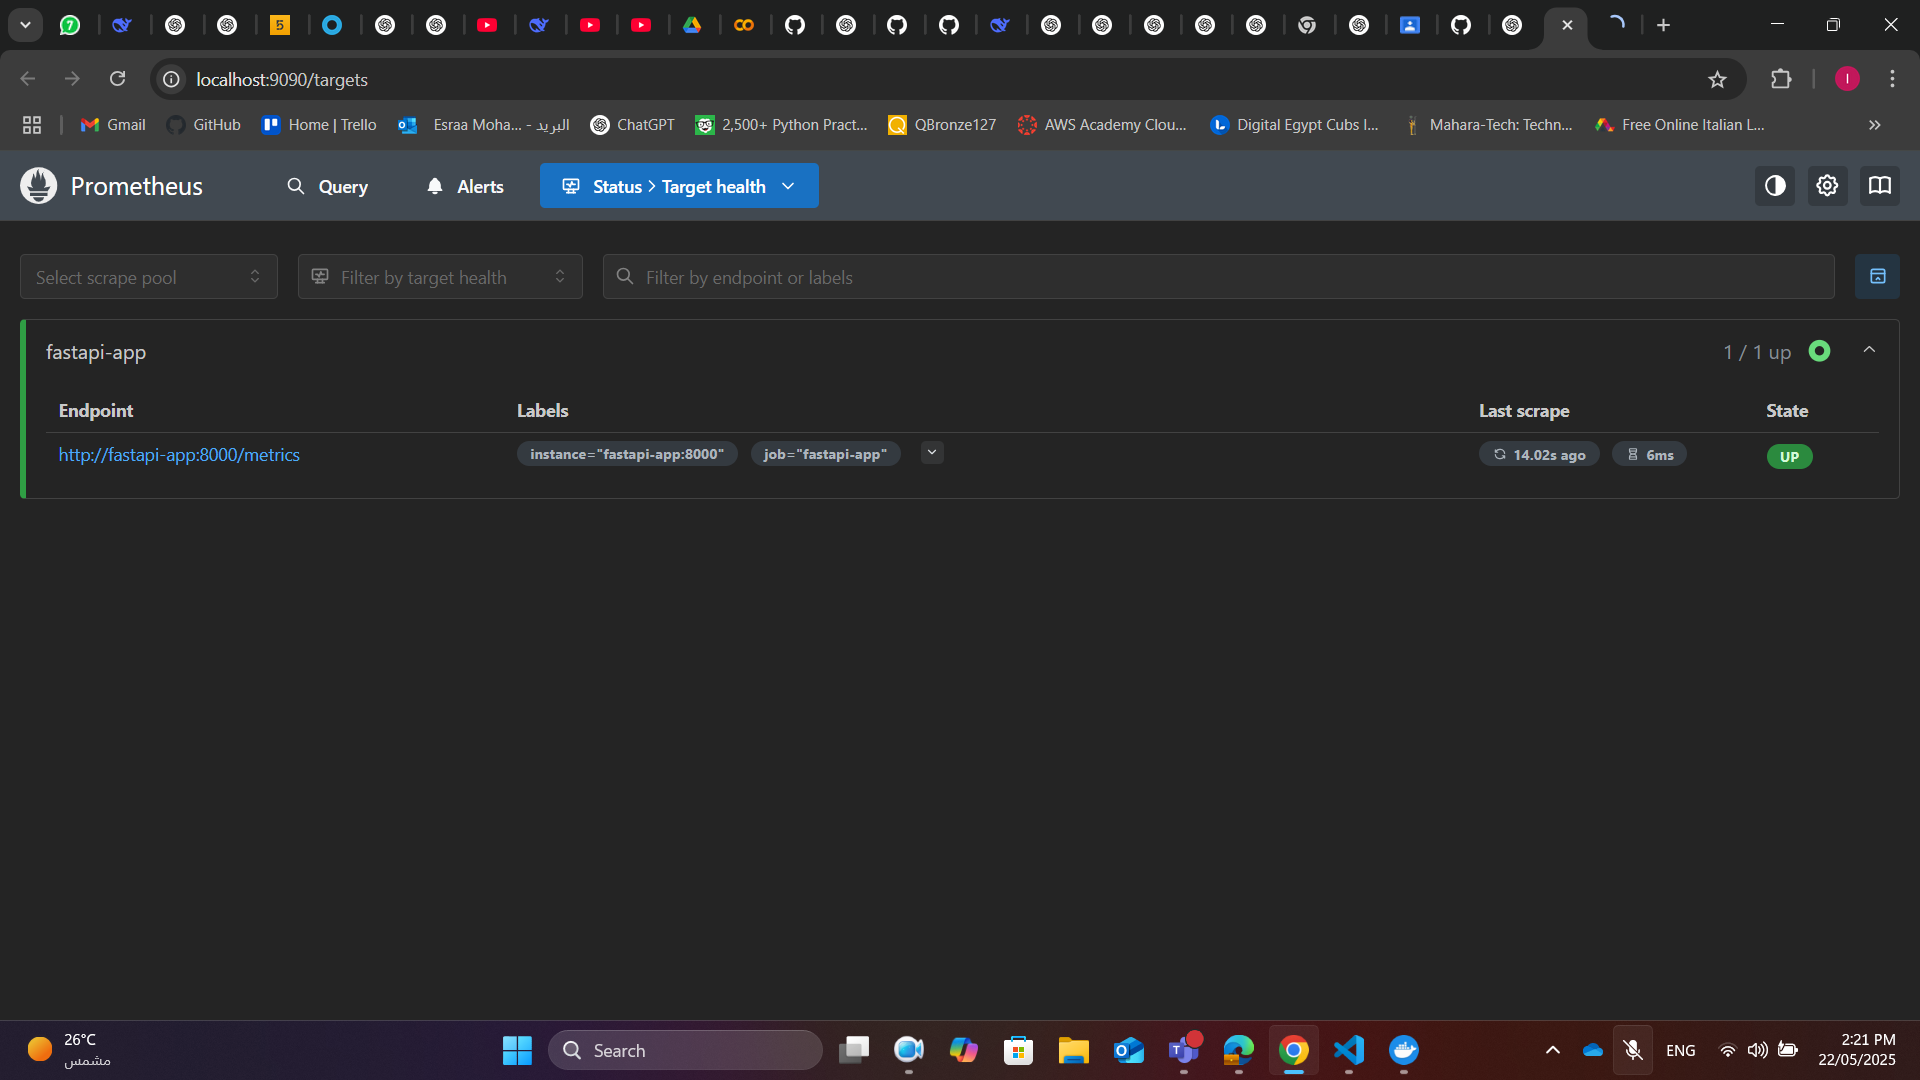 7
5
localhost:9090/targets
I
Gmail
GitHub
Home | Trello
Esraa Moha... - البريد
ChatGPT
2,500+ Python Pract...
QBronze127
AWS Academy Clou...
Digital Egypt Cubs I...
Mahara-Tech: Techn...
Free Online Italian L...
Prometheus
Query
Alerts
Status > Target health
Select scrape pool
Filter by target health
Filter by endpoint or labels
fastapi-app
1 / 1 up
Endpoint Labels Last scrape State
http://fastapi-app:8000/metrics instance="fastapi-app:8000" job="fastapi-app" 14.02s ago 6ms UP
26°C
مشمس
Search
ENG
2:21 PM
22/05/2025